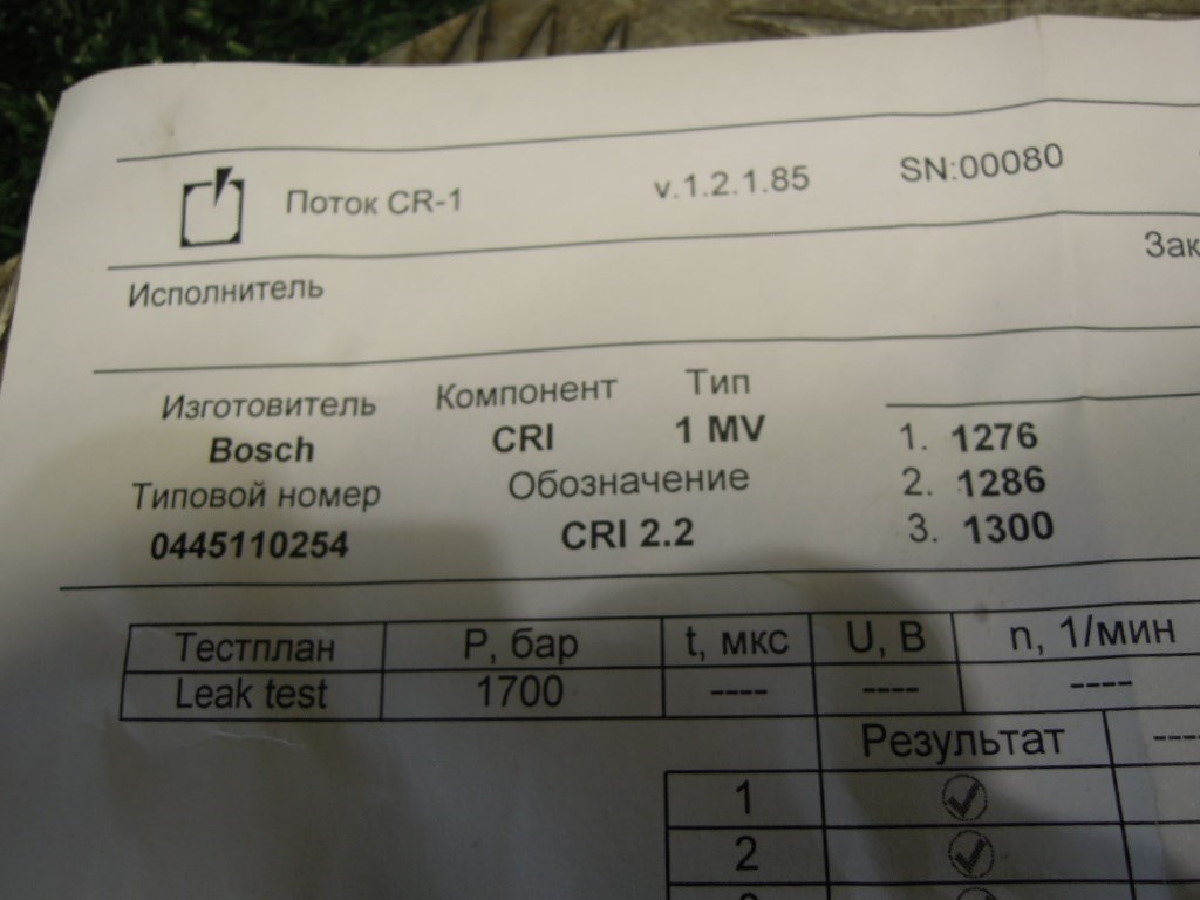 Поток CR-1 v.1.2.1.85 SN:00080
Исполнитель Зак
Изготовитель Компонент Тип
Bosch CRI 1 MV 1. 1276
Типовой номер Обозначение 2. 1286
0445110254 CRI 2.2 3. 1300
Тестплан P, бар t, мкс U, В n, 1/мин
Leak test 1700 ---- ---- ----
Результат ----
1
2